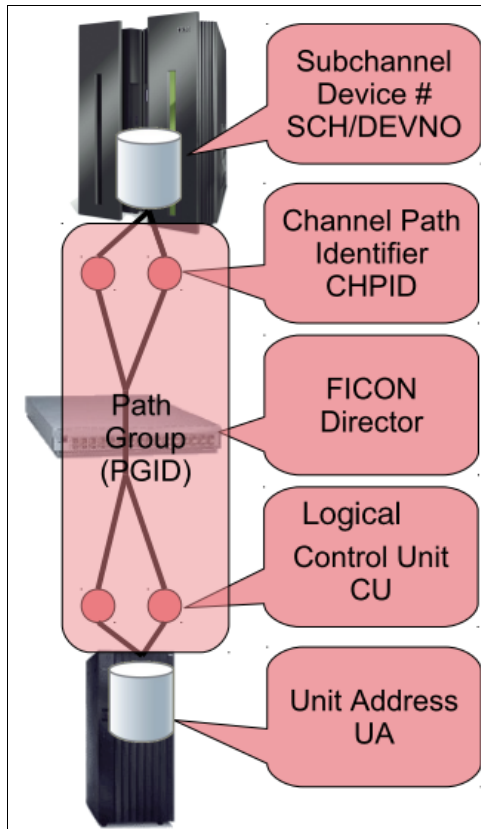 Subchannel
Device #
SCH/DEVNO
Channel Path
Identifier
CHPID
Path
Group
(PGID)
FICON
Director
Logical
Control Unit
CU
Unit Address
UA